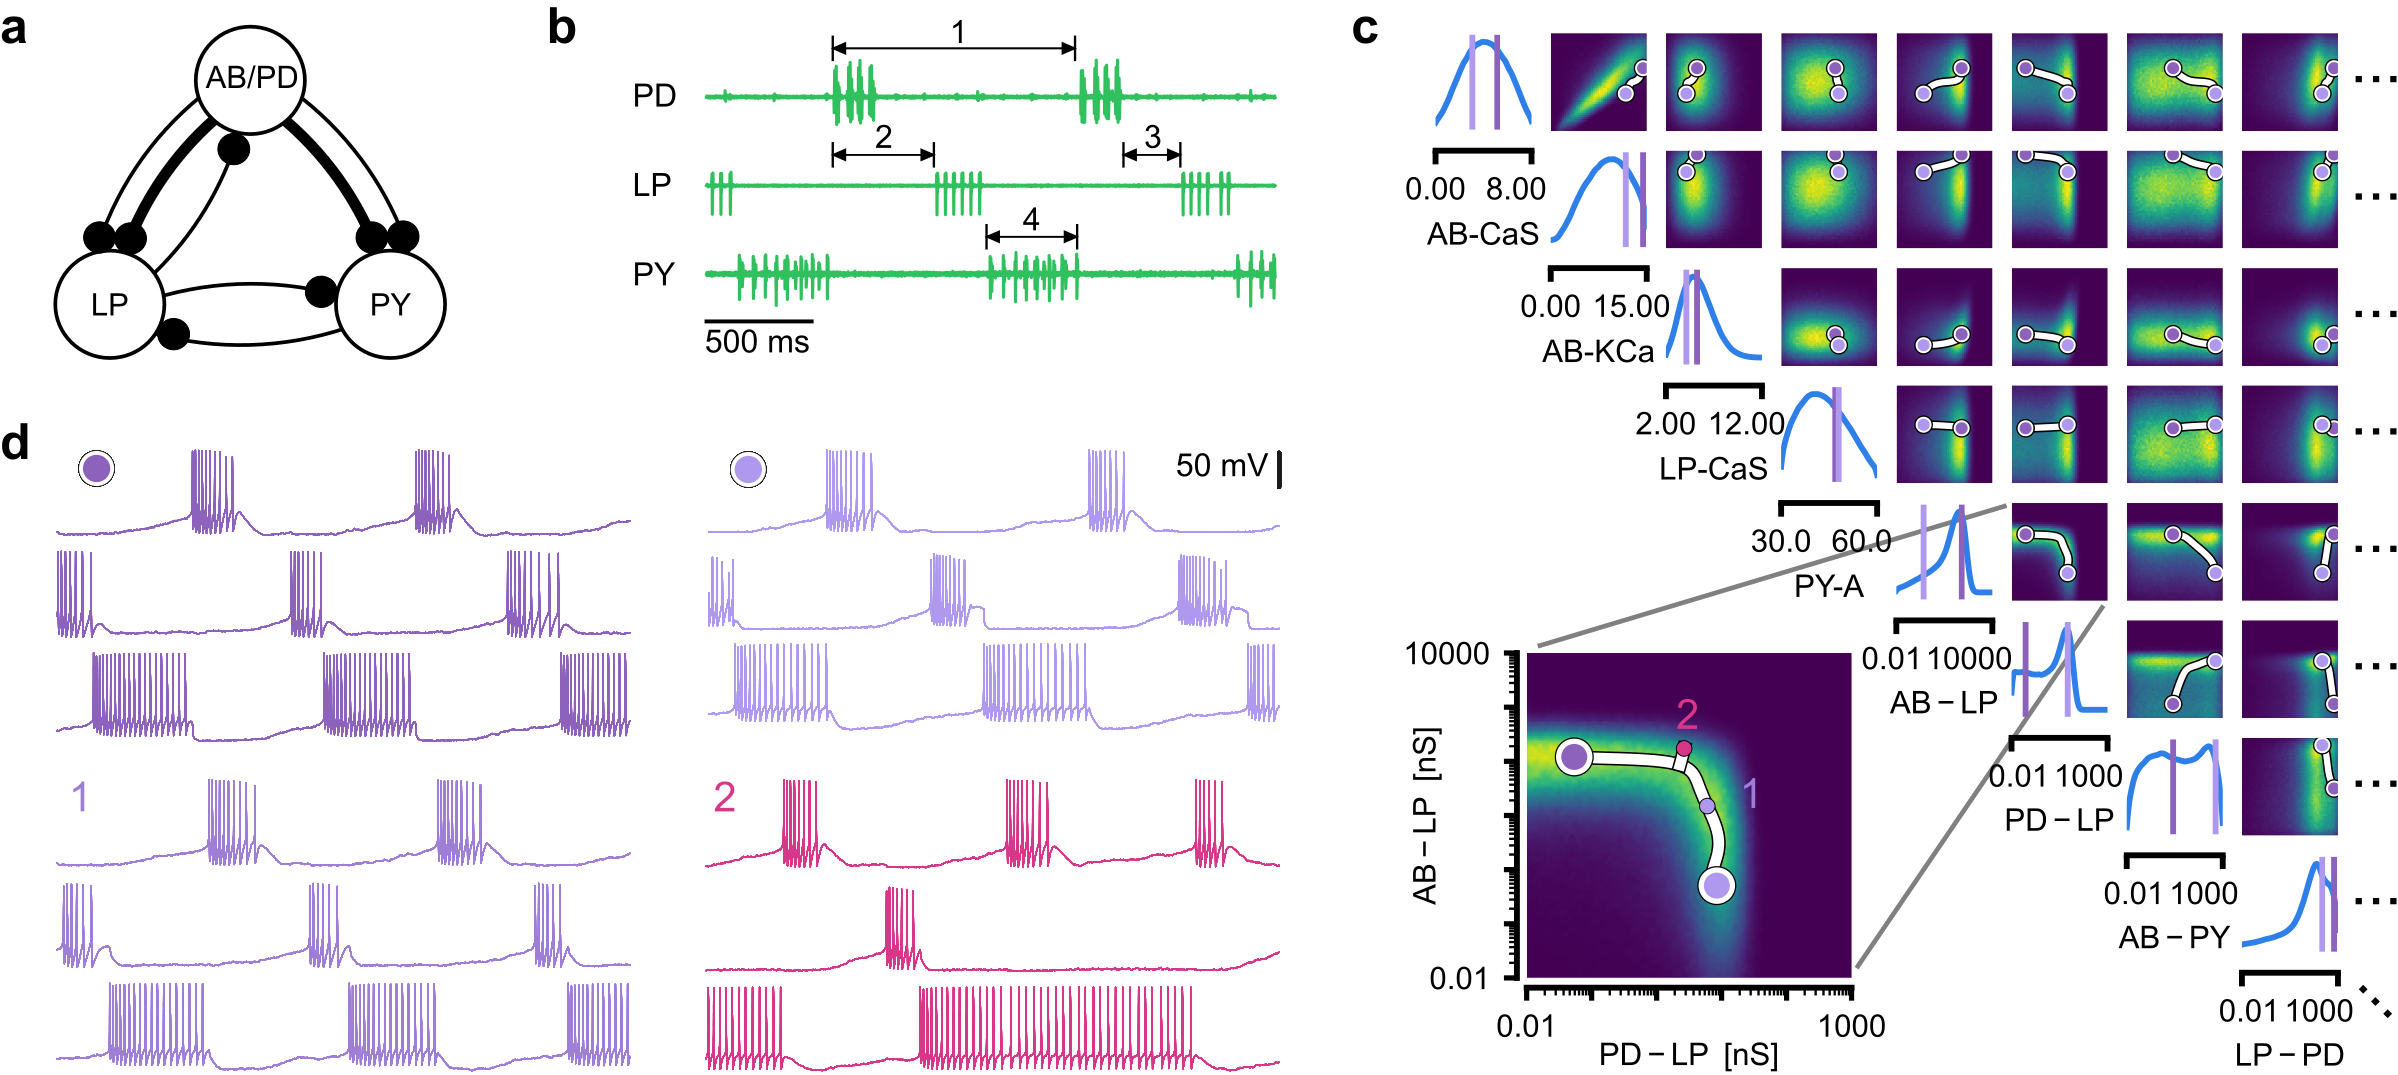 a
AB/PD
LP
PY
b
1
PD
2
3
LP
4
PY
500 ms
c
0.00 8.00
AB-CaS
0.00 15.00
AB-KCa
2.00 12.00
LP-CaS
30.0 60.0
PY-A
0.01 10000
AB – LP
0.01 1000
PD – LP
0.01 1000
AB – PY
0.01 1000
LP – PD
10000
0.01
AB – LP [nS]
2
1
0.01 1000
PD – LP [nS]
d
50 mV
1
2